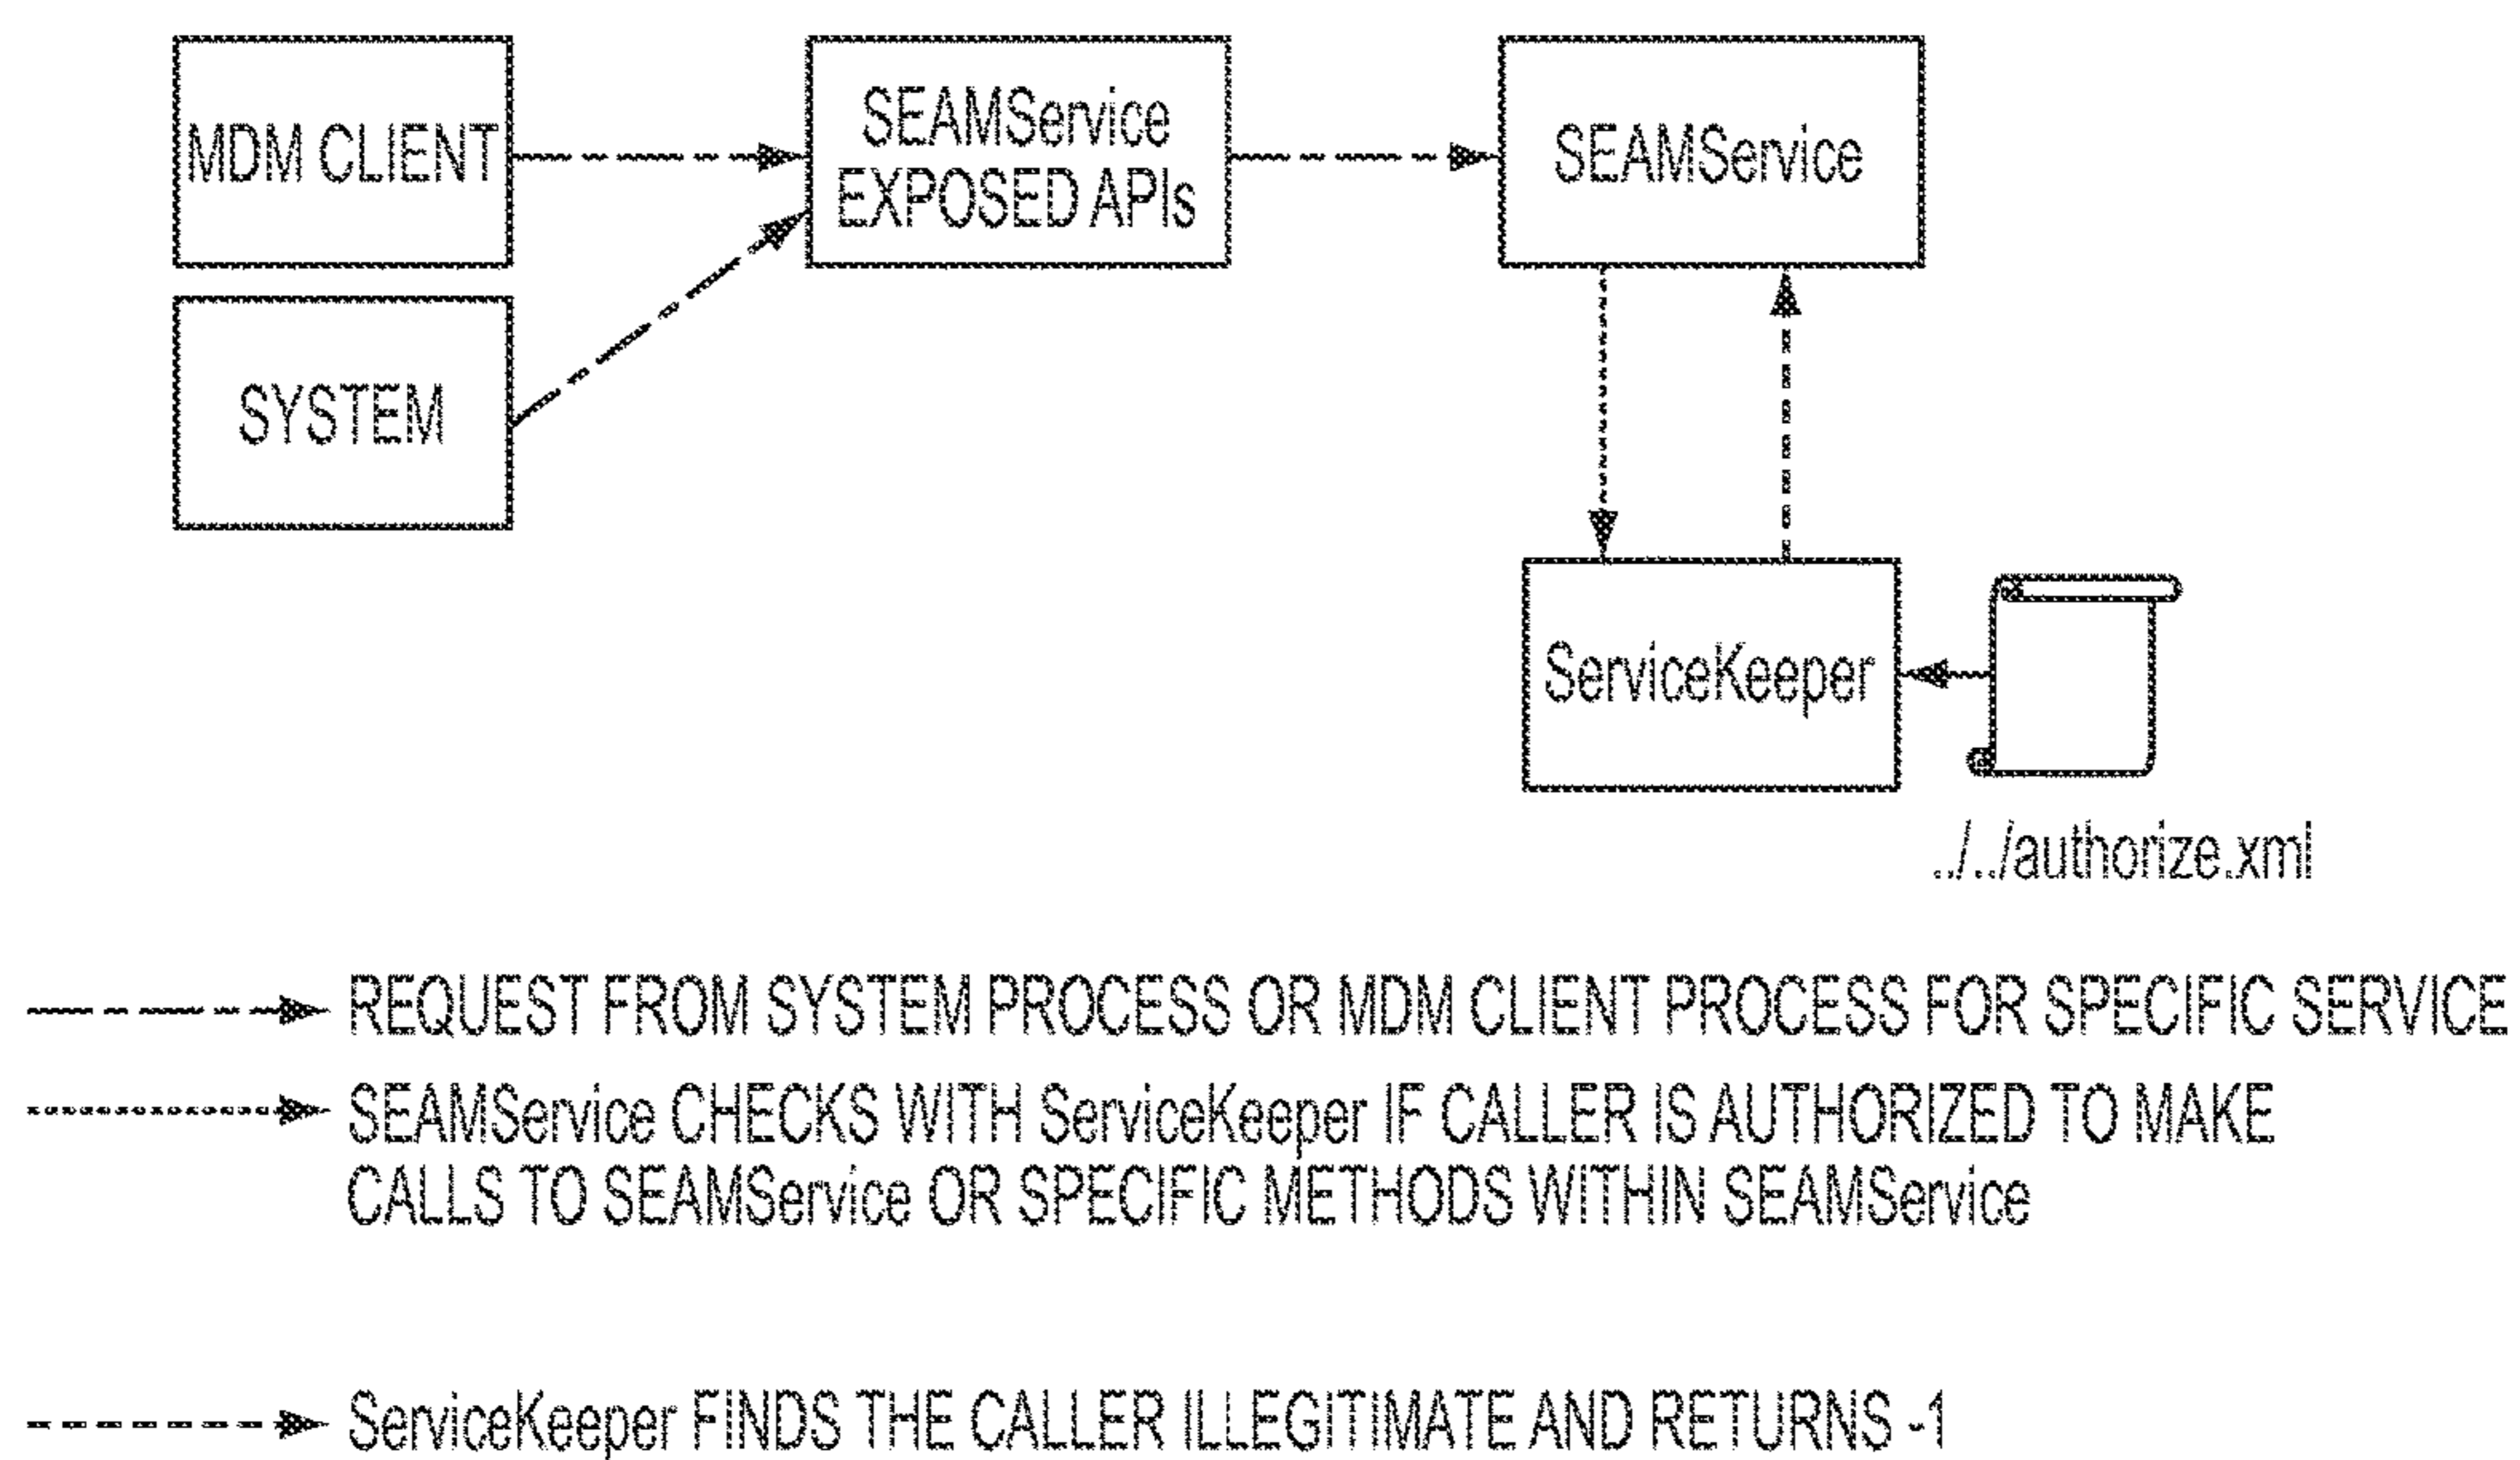 MDM CLIENT
SEAMService
EXPOSED APIs
SEAMService
SYSTEM
ServiceKeeper
../../authorize.xml
REQUEST FROM SYSTEM PROCESS OR MDM CLIENT PROCESS FOR SPECIFIC SERVICE
SEAMService CHECKS WITH ServiceKeeper IF CALLER IS AUTHORIZED TO MAKE
CALLS TO SEAMService OR SPECIFIC METHODS WITHIN SEAMService
ServiceKeeper FINDS THE CALLER ILLEGITIMATE AND RETURNS -1